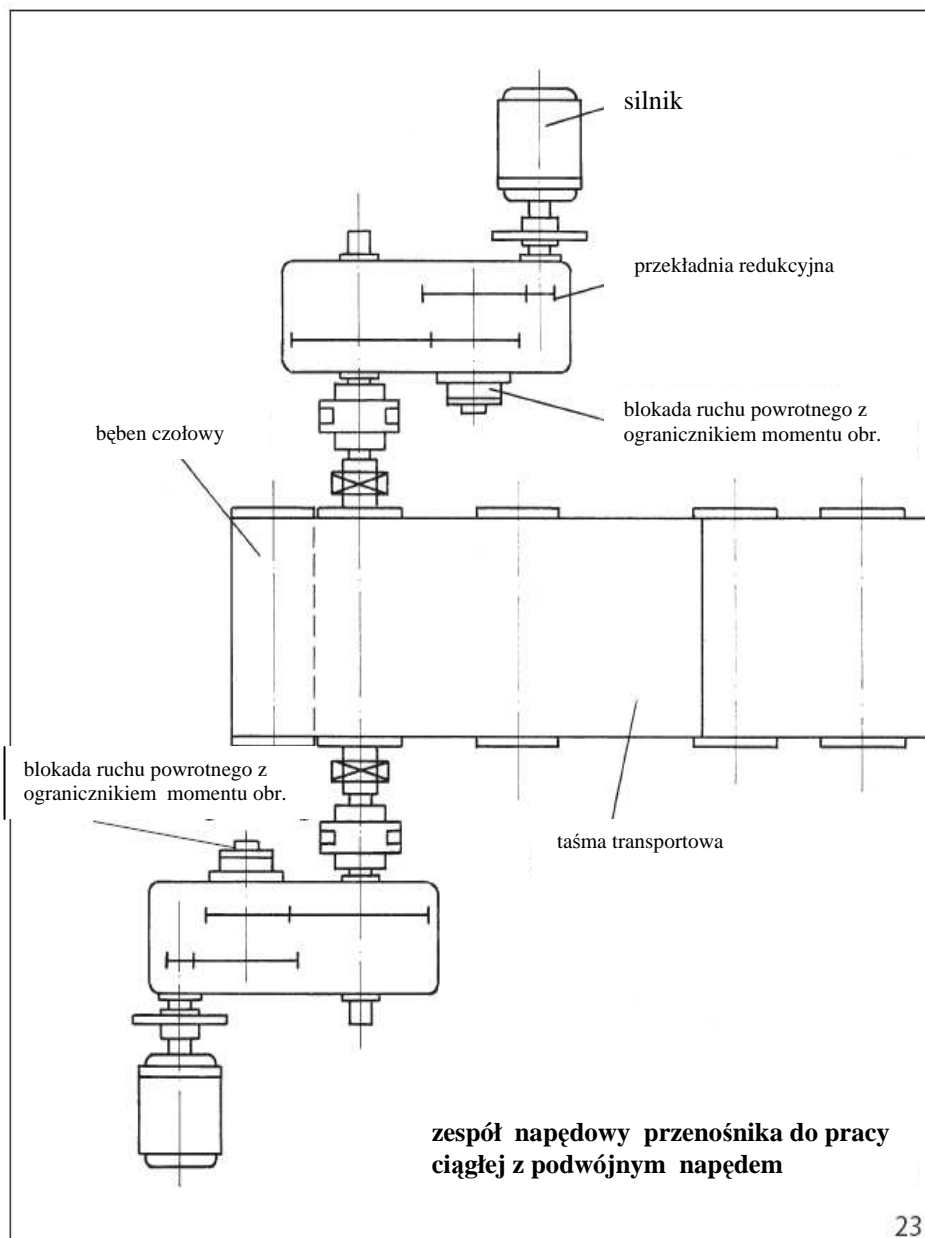 silnik
przekładnia redukcyjna
blokada ruchu powrotnego z
ogranicznikiem momentu obr.
bęben czołowy
blokada ruchu powrotnego z
ogranicznikiem momentu obr.
taśma transportowa
zespół napędowy przenośnika do pracy
ciągłej z podwójnym napędem
23